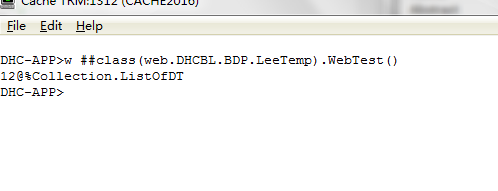 Cache TRM:1312 (CACHE2016)
File Edit Help
DHC-APP>w ##class(web.DHCBL.BDP.LeeTemp).WebTest()
12@%Collection.ListOfDT
DHC-APP>